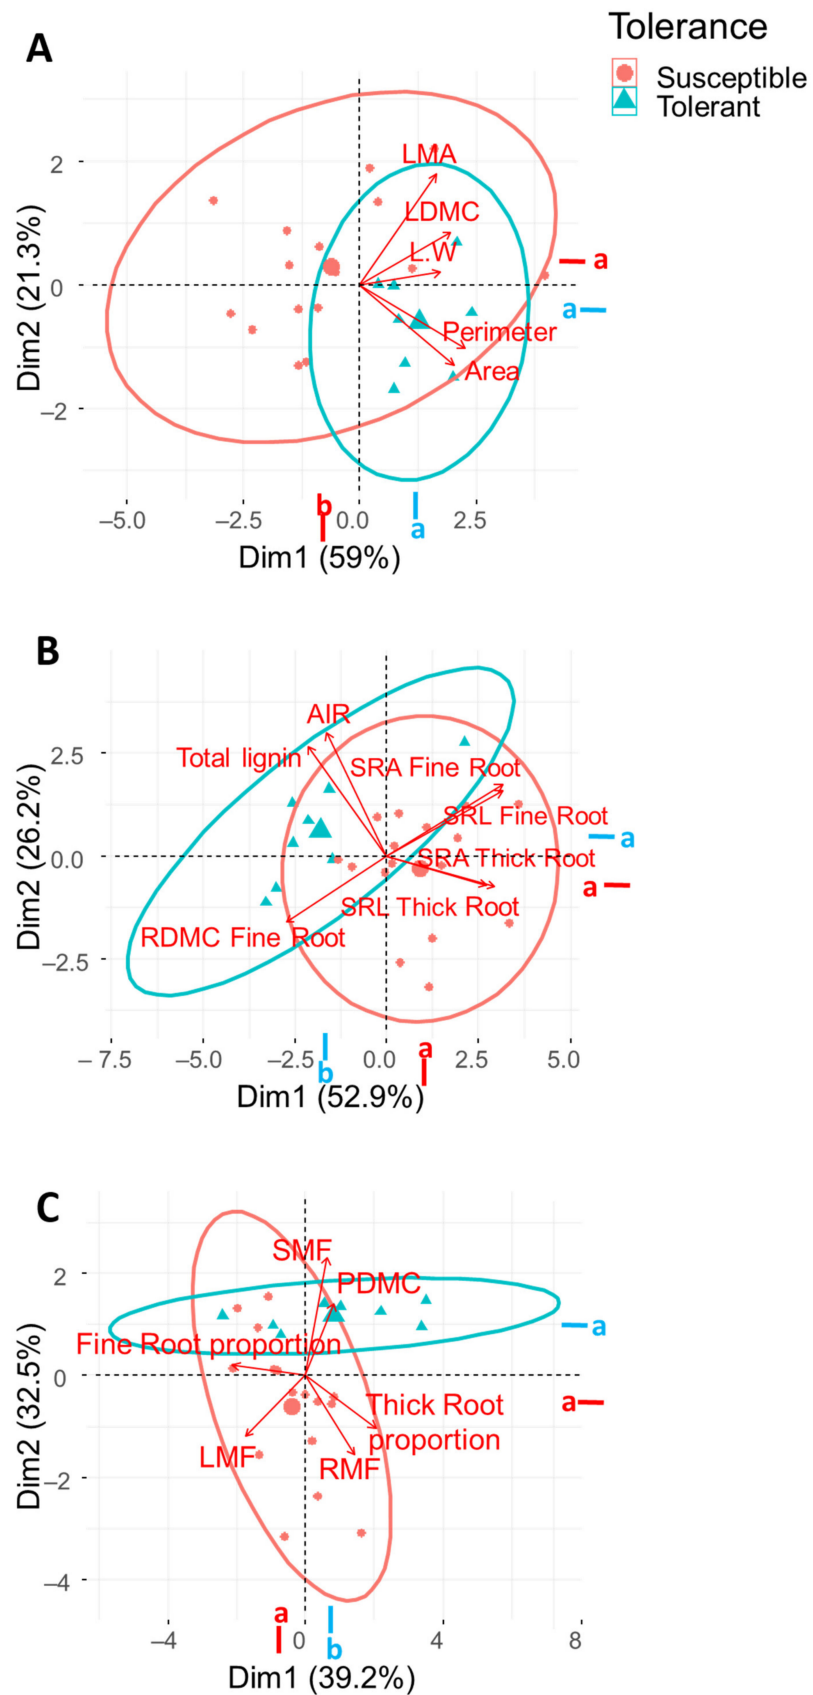 Tolerance
Susceptible
Tolerant
A
LMA
LDMC
L.W
Perimeter
Area
2
0
−2
Dim2 (21.3%)
a
a
−5.0
−2.5
0.0
2.5
b
a
Dim1 (59%)
B
AIR
Total lignin
SRA Fine Root
SRL Fine Root
SRA Thick Root
SRL Thick Root
RDMC Fine Root
2.5
0.0
−2.5
Dim2 (26.2%)
a
a
−7.5
−5.0
−2.5
0.0
2.5
5.0
b
a
Dim1 (52.9%)
C
SMF
PDMC
Fine Root proportion
Thick Root
proportion
LMF
RMF
2
0
−2
−4
Dim2 (32.5%)
a
a
−4
0
4
8
a
b
Dim1 (39.2%)